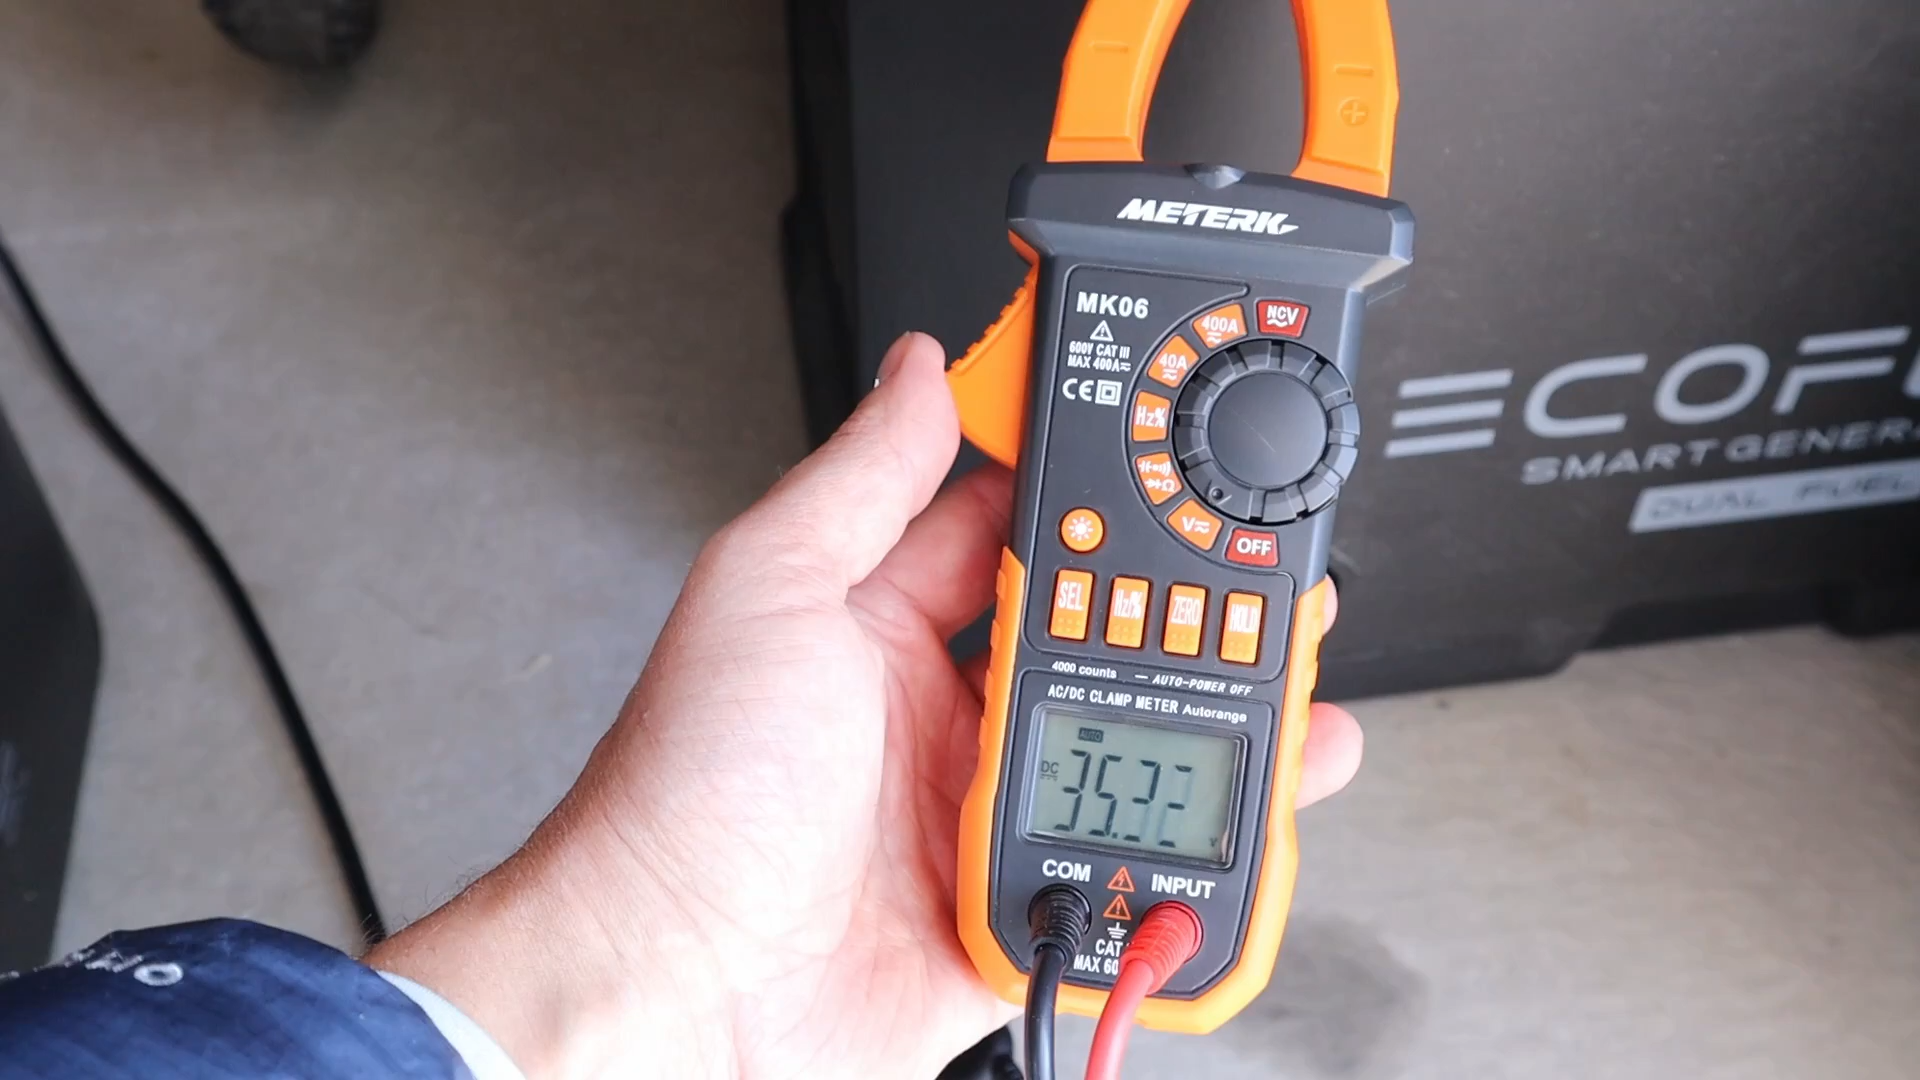 METERK
MK06
600V CAT III
MAX 400A
CE
NCV
400A
40A
Hz%
Ω
V
OFF
SEL
Hz/%
ZERO
HOLD
4000 counts
AUTO-POWER OFF
AC/DC CLAMP METER Autorange
AUTO
DC
35.32
V
COM
INPUT
CAT
MAX 60
ECOF
SMART GENER
DUAL FUEL